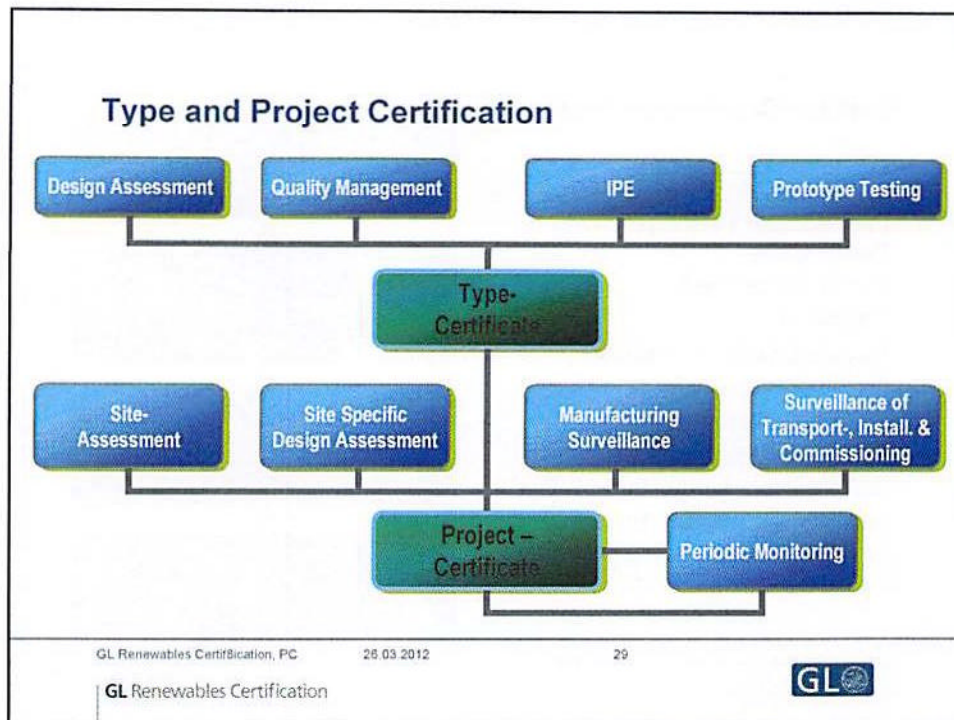 Type and Project Certification
Design Assessment
Quality Management
IPE
Prototype Testing
Type-
Certificate
Site-
Assessment
Site Specific
Design Assessment
Manufacturing
Surveillance
Surveillance of
Transport-, Install. &
Commissioning
Project –
Certificate
Periodic Monitoring
GL Renewables Certif8ication, PC 26.03.2012 29
GL Renewables Certification
GL